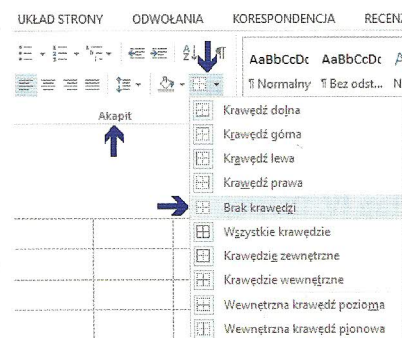 UKŁAD STRONY ODWOŁANIA KORESPONDENCJA RECEN
AaBbCcDc AaBbCcDc A
¶ Normalny ¶ Bez odst... N
Akapit
Krawędź dolna
Krawędź górna
Krawędź lewa
Krawędź prawa
Brak krawędzi
Wszystkie krawędzie
Krawędzie zewnętrzne
Krawędzie wewnętrzne
Wewnętrzna krawędź pozioma
Wewnętrzna krawędź pionowa